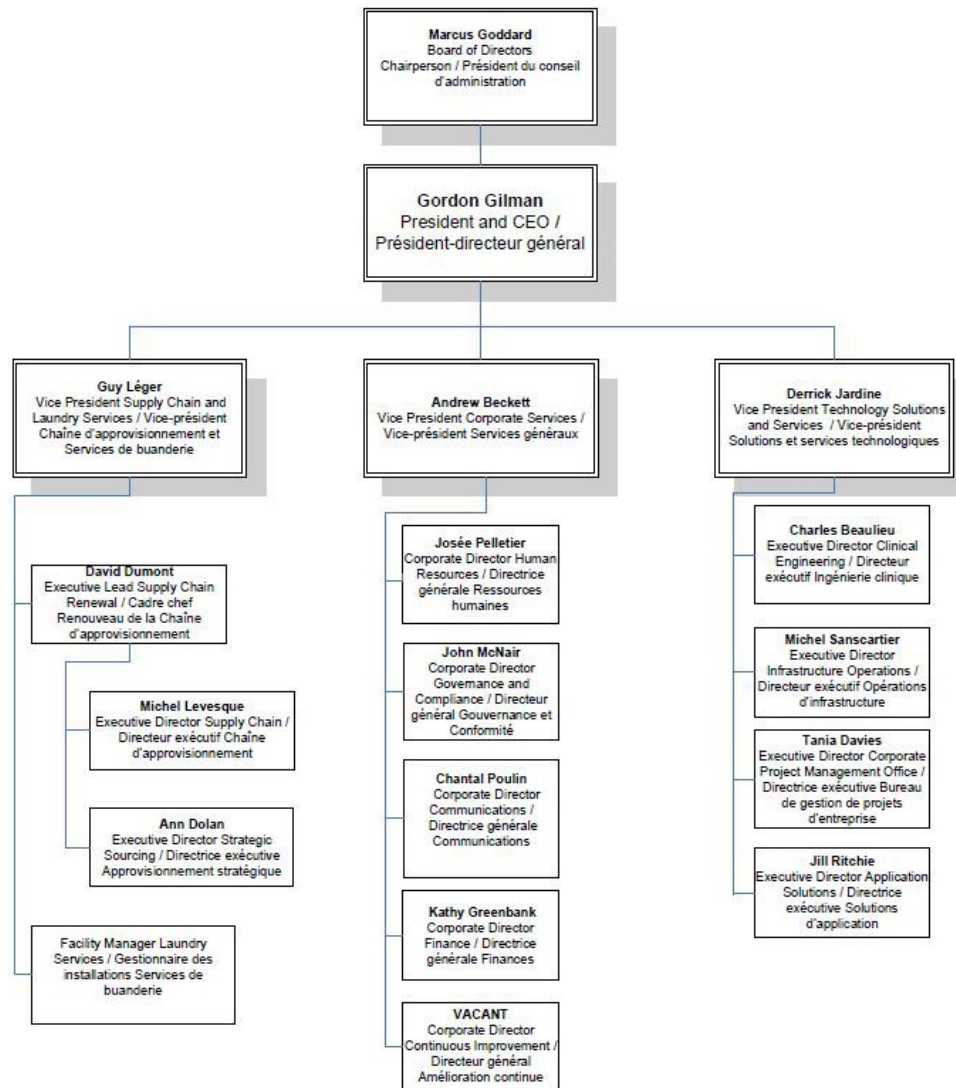 Marcus Goddard
Board of Directors
Chairperson / Président du conseil
d'administration
Gordon Gilman
President and CEO /
Président-directeur général
Guy Léger
Vice President Supply Chain and
Laundry Services / Vice-président
Chaîne d'approvisionnement et
Services de buanderie
Andrew Beckett
Vice President Corporate Services /
Vice-président Services généraux
Derrick Jardine
Vice President Technology Solutions
and Services / Vice-président
Solutions et services technologiques
David Dumont
Executive Lead Supply Chain
Renewal / Cadre chef
Renouveau de la Chaîne
d'approvisionnement
Michel Levesque
Executive Director Supply Chain /
Directeur exécutif Chaîne
d'approvisionnement
Ann Dolan
Executive Director Strategic
Sourcing / Directrice exécutive
Approvisionnement stratégique
Facility Manager Laundry
Services / Gestionnaire des
installations Services de
buanderie
Josée Pelletier
Corporate Director Human
Resources / Directrice
générale Ressources
humaines
John McNair
Corporate Director
Governance and
Compliance / Directeur
général Gouvernance et
Conformité
Chantal Poulin
Corporate Director
Communications /
Directrice générale
Communications
Kathy Greenbank
Corporate Director
Finance / Directrice
générale Finances
VACANT
Corporate Director
Continuous Improvement /
Directeur général
Amélioration continue
Charles Beaulieu
Executive Director Clinical
Engineering / Directeur
exécutif Ingénierie clinique
Michel Sanscartier
Executive Director
Infrastructure Operations /
Directeur exécutif Opérations
d'infrastructure
Tania Davies
Executive Director Corporate
Project Management Office /
Directrice exécutive Bureau
de gestion de projets
d'entreprise
Jill Ritchie
Executive Director Application
Solutions / Directrice
exécutive Solutions
d'application